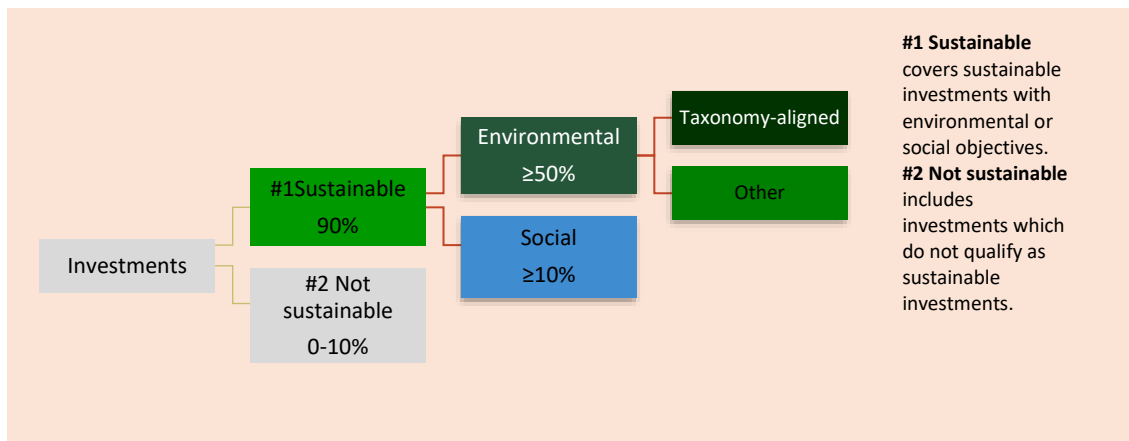 Investments
#1Sustainable
90%
#2 Not
sustainable
0-10%
Environmental
≥50%
Social
≥10%
Taxonomy-aligned
Other
#1 Sustainable
covers sustainable
investments with
environmental or
social objectives.
#2 Not sustainable
includes
investments which
do not qualify as
sustainable
investments.